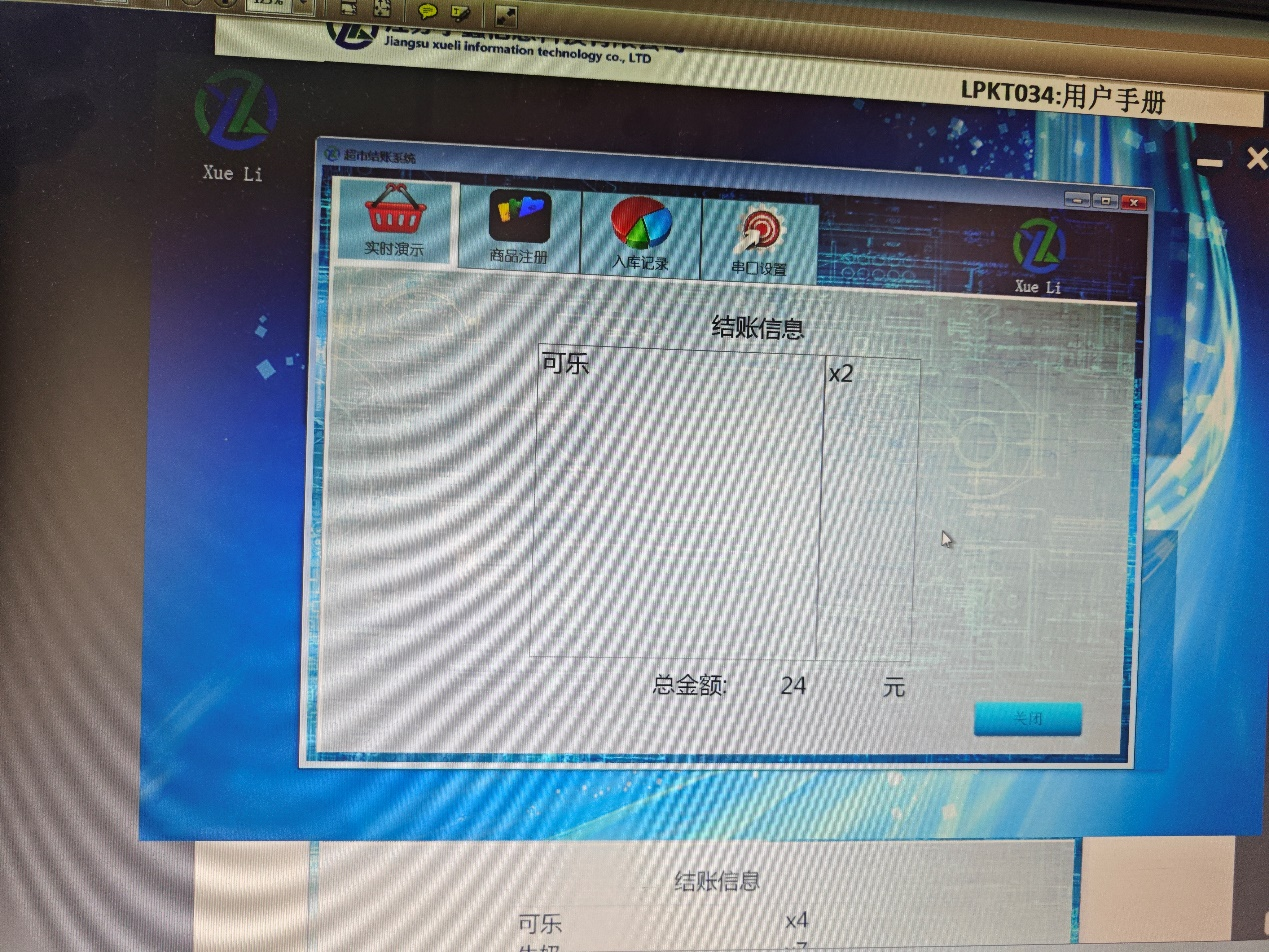 Jiangsu xueli information technology co., LTD
LPKT034:用户手册
Xue Li
超市结账系统
实时演示
商品注册
入库记录
串口设置
Xue Li
结账信息
可乐 x2
总金额: 24 元
关闭
结账信息
可乐 x4